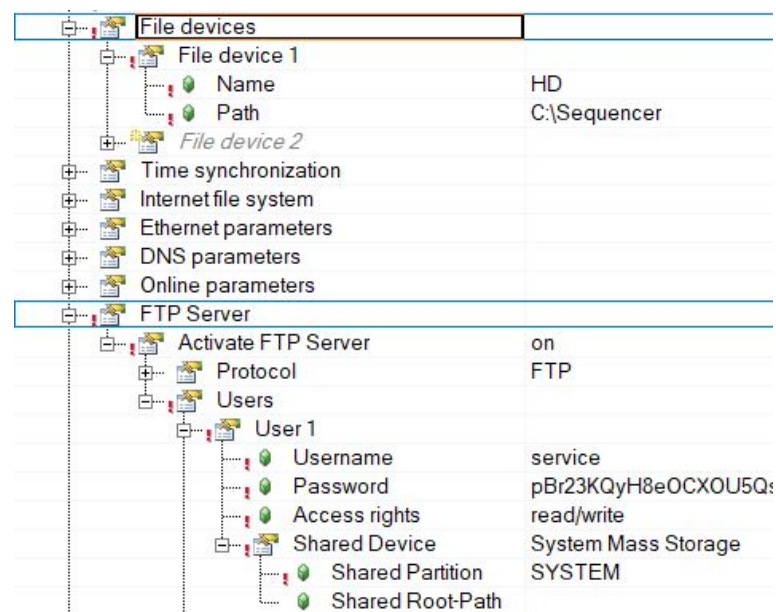 File devices
File device 1
Name HD
Path C:\Sequencer
File device 2
Time synchronization
Internet file system
Ethernet parameters
DNS parameters
Online parameters
FTP Server
Activate FTP Server on
Protocol FTP
Users
User 1
Username service
Password pBr23KQyH8eOCXOU5Qs
Access rights read/write
Shared Device System Mass Storage
Shared Partition SYSTEM
Shared Root-Path